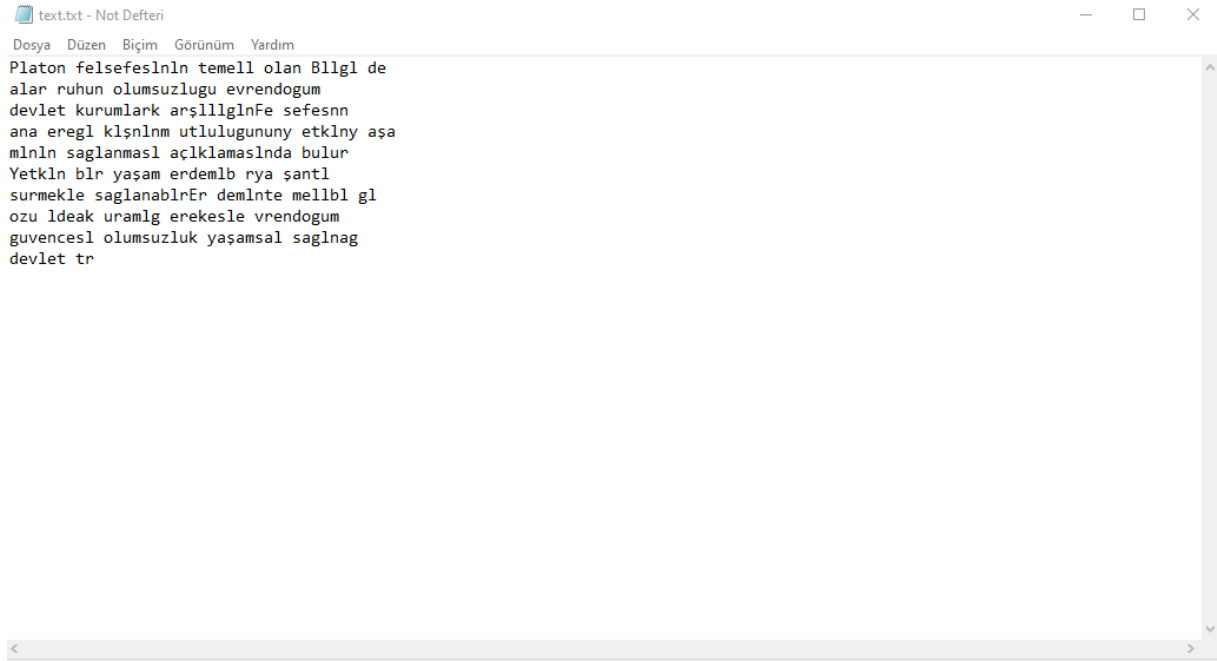 text.txt - Not Defteri
Dosya Düzen Biçim Görünüm Yardım
Platon felsefeslnln temell olan Bllgl de
alar ruhun olumsuzlugu evrendogum
devlet kurumlark arşlllglnFe sefesnn
ana eregl klşnlnm utlulugununy etklny aşa
mlnln saglanmasl açlklamaslnda bulur
Yetkln blr yaşam erdemlb rya şantl
surmekle saglanablrEr demlnte mellbl gl
ozu ldeak uramlg erekesle vrendogum
guvencesl olumsuzluk yaşamsal saglnag
devlet tr